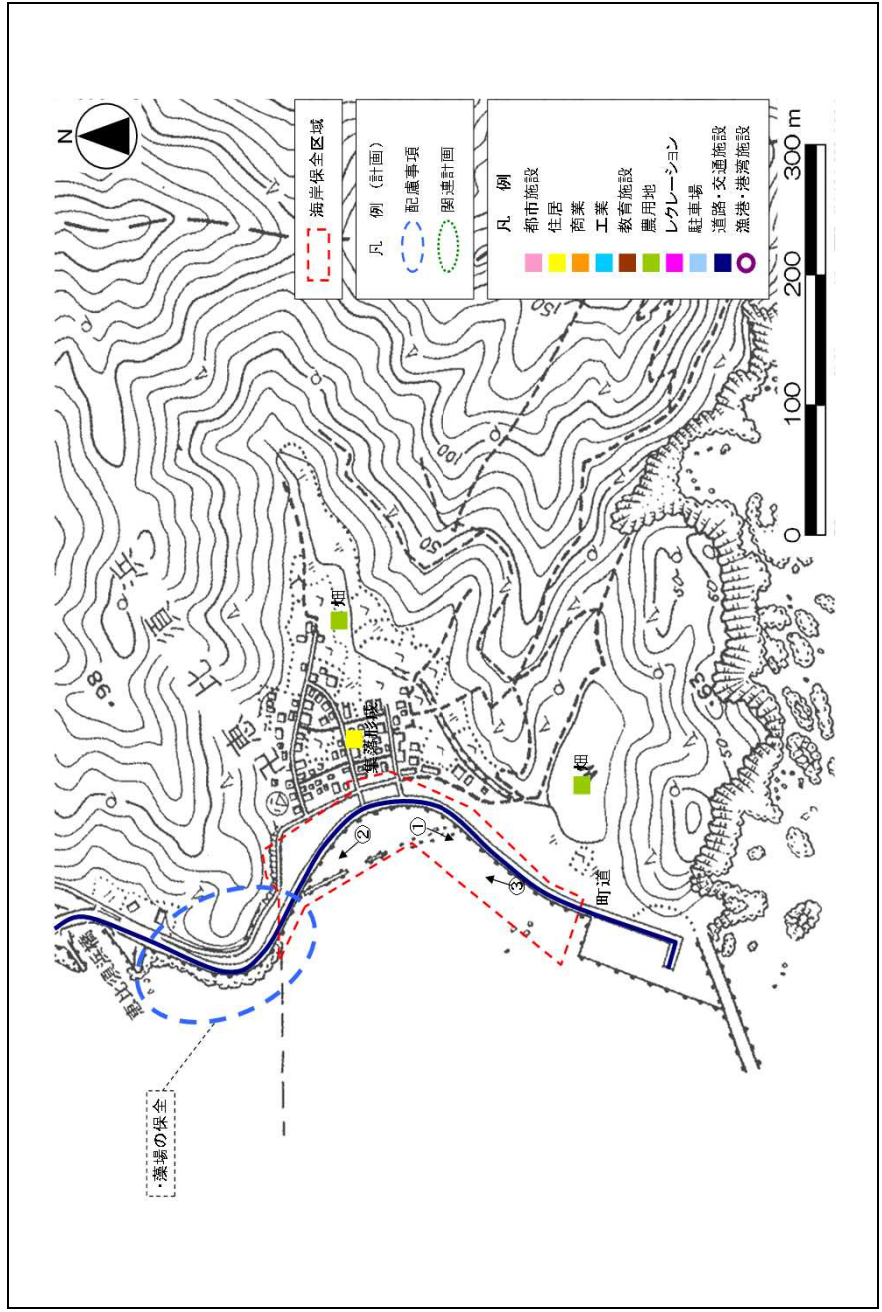 N
海岸保全区域
凡 例 (計画)
配慮事項
関連計画
凡 例
都市施設
住居
商業
工業
教育施設
農用地
レクレーション
駐車場
道路・交通施設
漁港・港湾施設
0 100 200 300 m
・藻場の保全
恵比須浜橋
恵比須浜
98
畑
集落形成
①
②
③
町道
畑
50
100
150
63
50